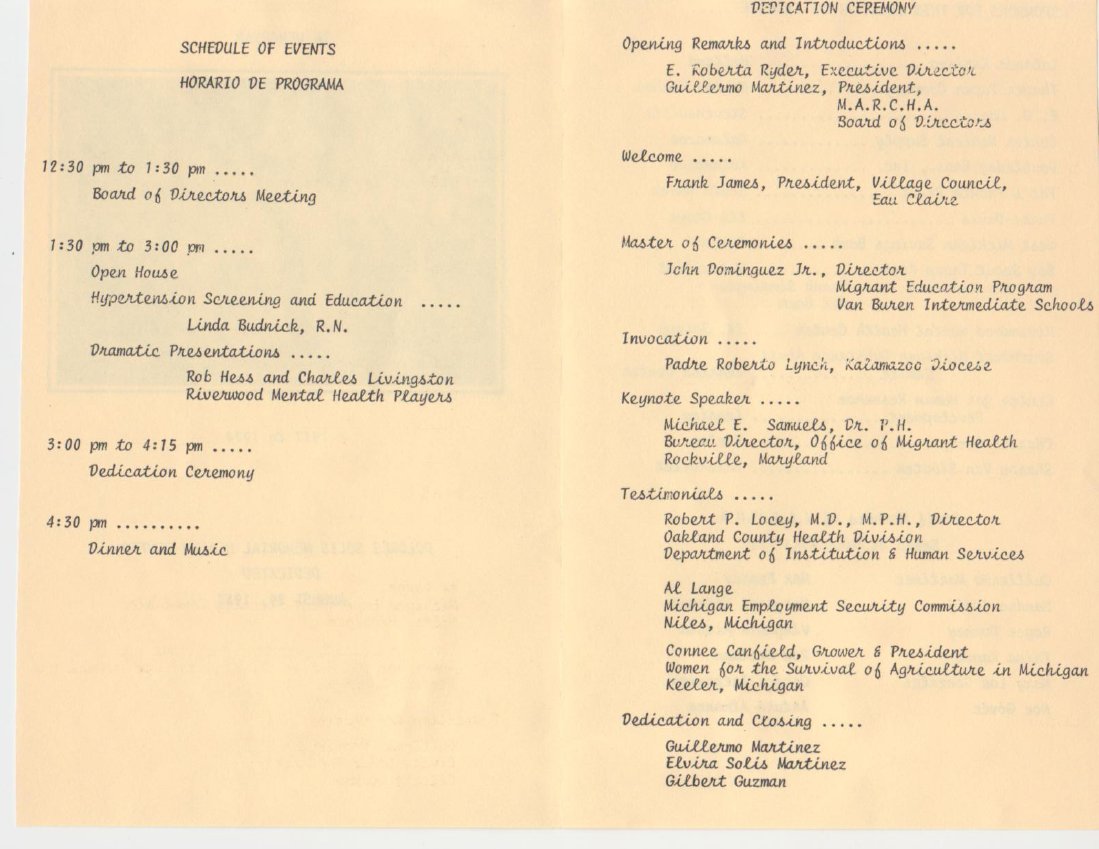 SCHEDULE OF EVENTS
HORARIO DE PROGRAMA
12:30 pm to 1:30 pm .....
Board of Directors Meeting
1:30 pm to 3:00 pm .....
Open House
Hypertension Screening and Education .....
Linda Budnick, R.N.
Dramatic Presentations .....
Rob Hess and Charles Livingston
Riverwood Mental Health Players
3:00 pm to 4:15 pm .....
Dedication Ceremony
4:30 pm ..........
Dinner and Music
DEDICATION CEREMONY
Opening Remarks and Introductions .....
E. Roberta Ryder, Executive Director
Guillermo Martinez, President,
M.A.R.C.H.A.
Board of Directors
Welcome .....
Frank James, President, Village Council,
Eau Claire
Master of Ceremonies .....
John Dominguez Jr., Director
Migrant Education Program
Van Buren Intermediate Schools
Invocation .....
Padre Roberto Lynch, Kalamazoo Diocese
Keynote Speaker .....
Michael E. Samuels, Dr. P.H.
Bureau Director, Office of Migrant Health
Rockville, Maryland
Testimonials .....
Robert P. Locey, M.D., M.P.H., Director
Oakland County Health Division
Department of Institution & Human Services
Al Lange
Michigan Employment Security Commission
Niles, Michigan
Connee Canfield, Grower & President
Women for the Survival of Agriculture in Michigan
Keeler, Michigan
Dedication and Closing .....
Guillermo Martinez
Elvira Solis Martinez
Gilbert Guzman